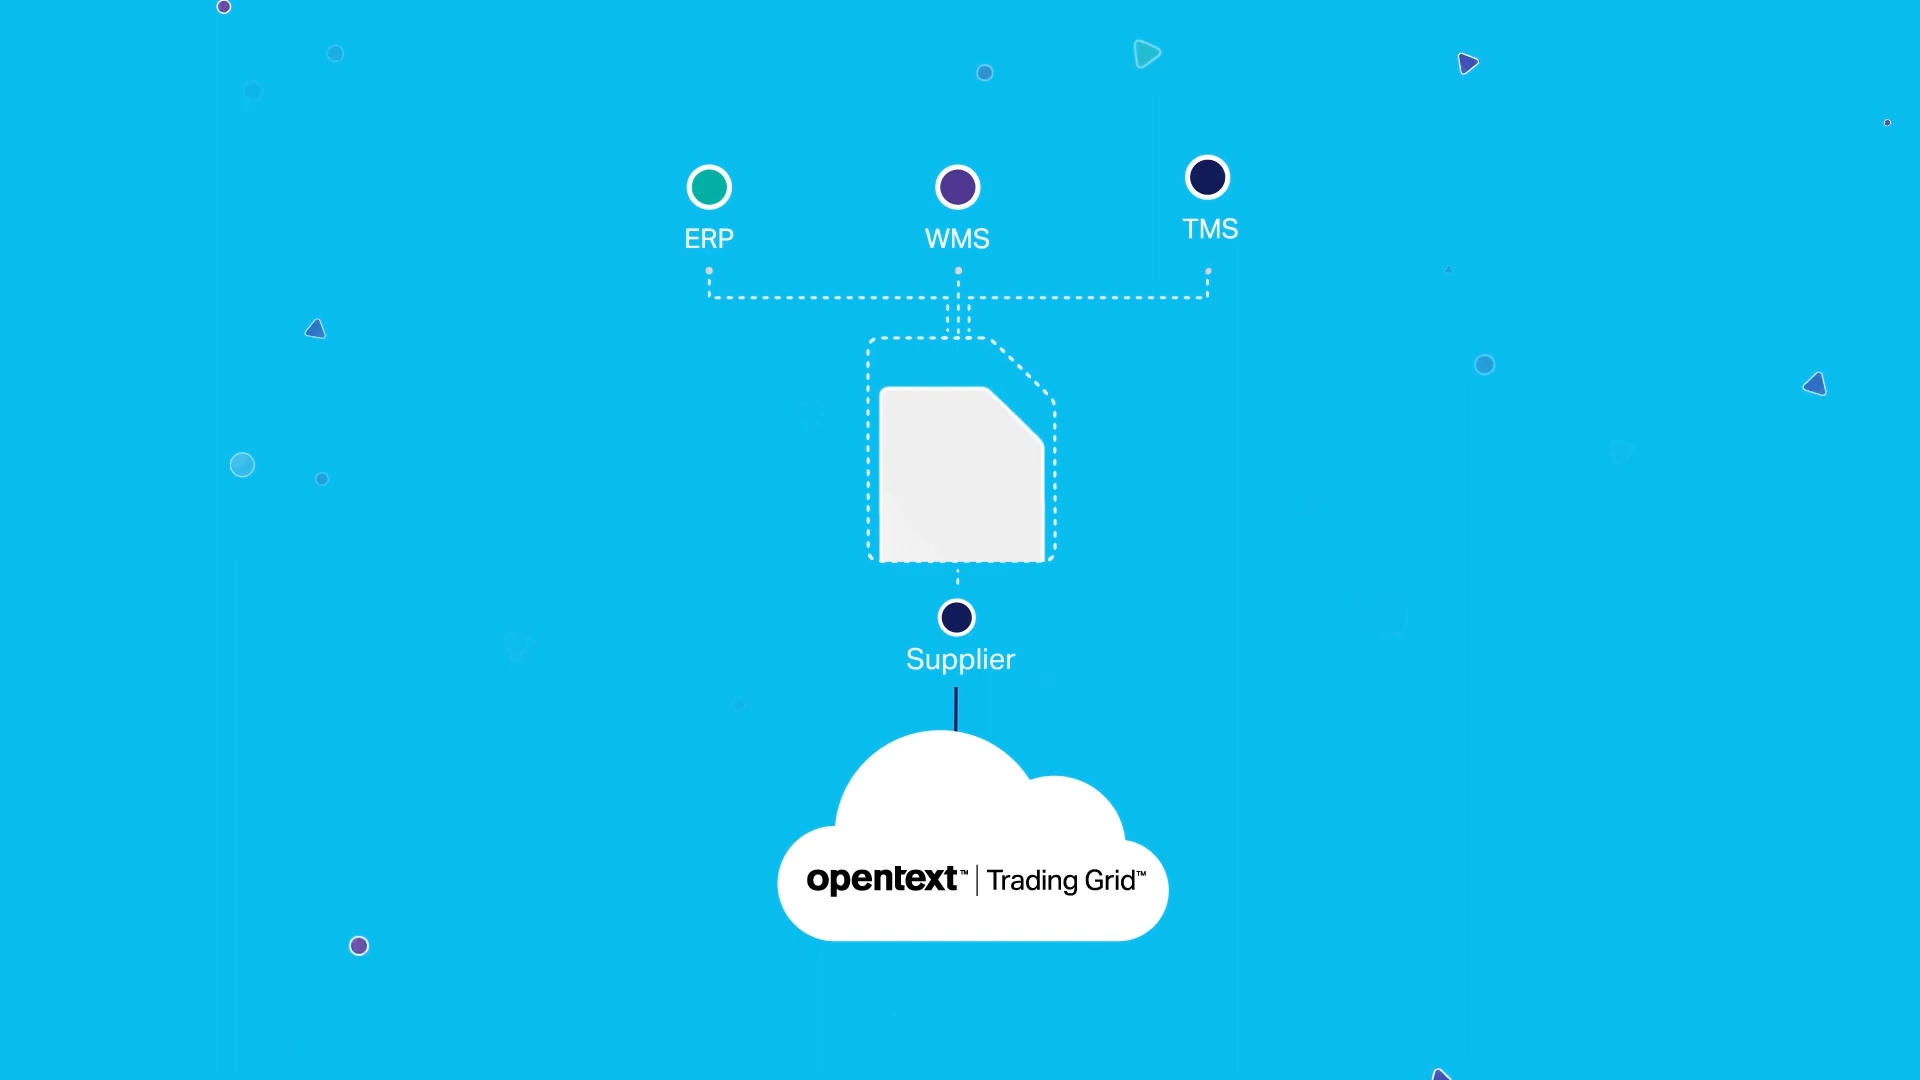 ERP
WMS
TMS
Supplier
opentext™ | Trading Grid™